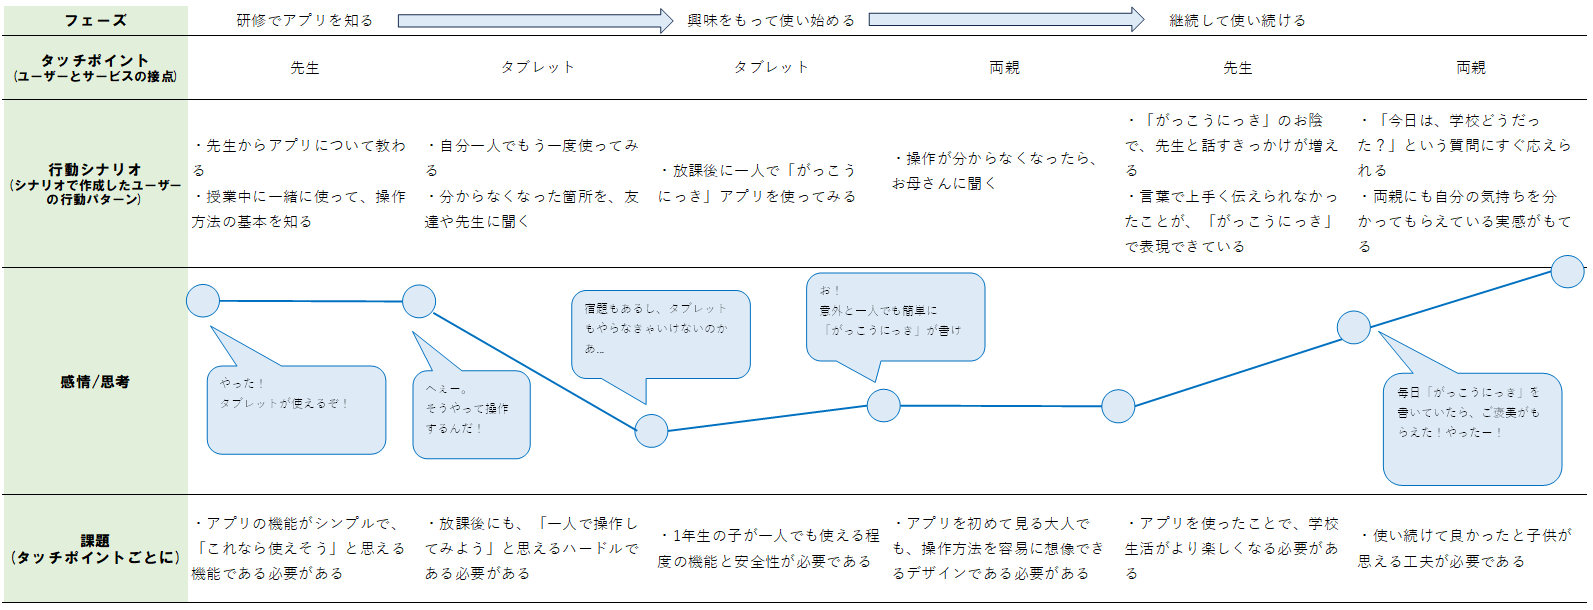 フェーズ
研修でアプリを知る
興味をもって使い始める
継続して使い続ける
タッチポイント
(ユーザーとサービスの接点)
先生
タブレット
タブレット
両親
先生
両親
行動シナリオ
(シナリオで作成したユーザー
の行動パターン)
・先生からアプリについて教わ
る
・授業中に一緒に使って、操作
方法の基本を知る
・自分一人でもう一度使ってみ
る
・分からなくなった箇所を、友
達や先生に聞く
・放課後に一人で「がっこう
にっき」アプリを使ってみる
・操作が分からなくなったら、
お母さんに聞く
・「がっこうにっき」のお陰
で、先生と話すきっかけが増え
る
・言葉で上手く伝えられなかっ
たことが、「がっこうにっき」
で表現できている
・「今日は、学校どうだっ
た？」という質問にすぐ応えら
れる
・両親にも自分の気持ちを分
かってもらえている実感がもて
る
感情/思考
やった！
タブレットが使えるぞ！
へぇー。
そうやって操作
するんだ！
宿題もあるし、タブレット
もやらなきゃいけないのか
あ…
お！
意外と一人でも簡単に
「がっこうにっき」が書け
毎日「がっこうにっき」を
書いていたら、ご褒美がも
らえた！やったー！
課題
(タッチポイントごとに)
・アプリの機能がシンプルで、
「これなら使えそう」と思える
機能である必要がある
・放課後にも、「一人で操作し
てみよう」と思えるハードルで
ある必要がある
・1年生の子が一人でも使える程
度の機能と安全性が必要である
・アプリを初めて見る大人で
も、操作方法を容易に想像でき
るデザインである必要がある
・アプリを使ったことで、学校
生活がより楽しくなる必要があ
る
・使い続けて良かったと子供が
思える工夫が必要である